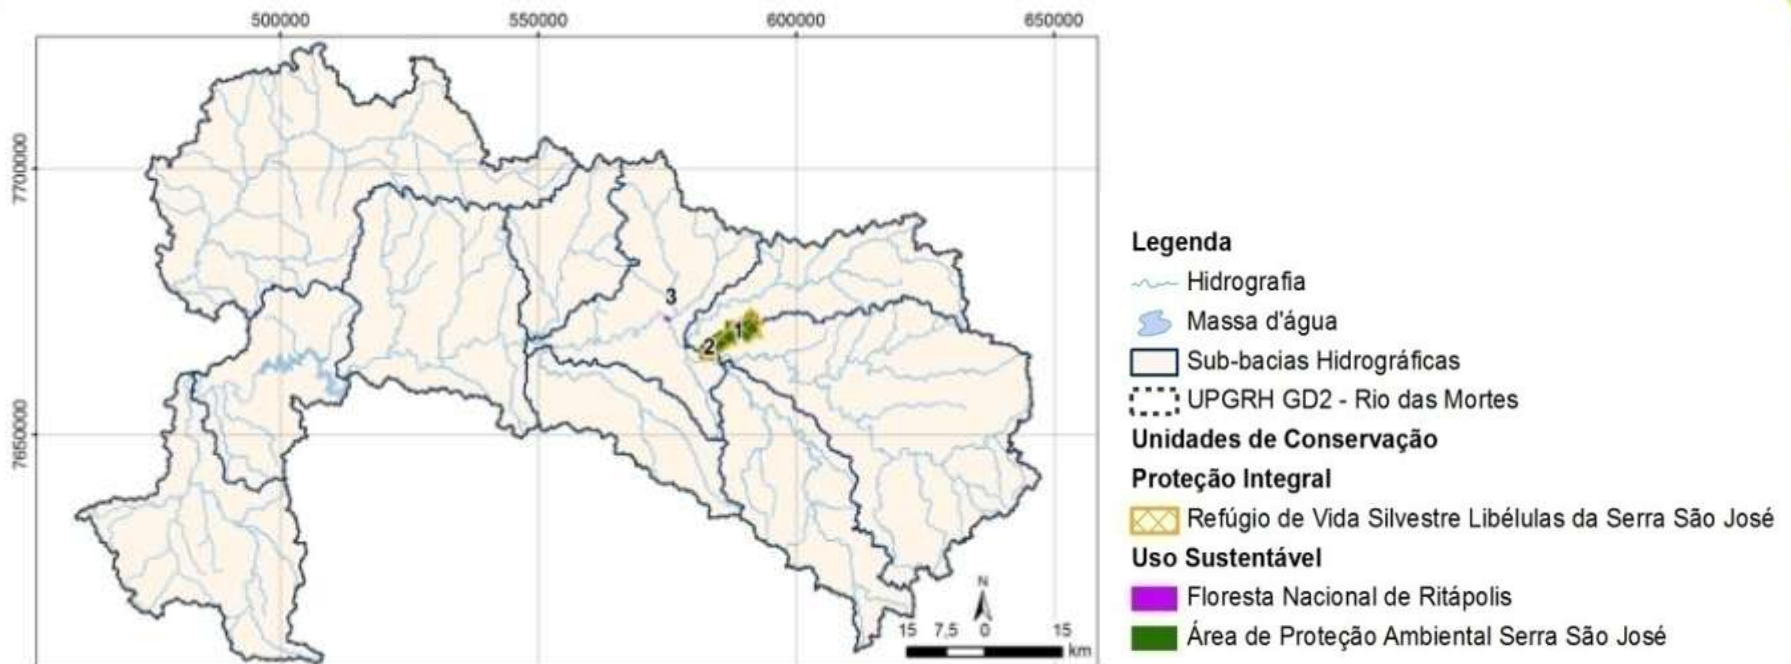 500000 550000 600000 650000
7700000
7650000
3
1
2
N
15 7,5 0 15
km
Legenda
Hidrografia
Massa d'água
Sub-bacias Hidrográficas
UPGRH GD2 - Rio das Mortes
Unidades de Conservação
Proteção Integral
Refúgio de Vida Silvestre Libélulas da Serra São José
Uso Sustentável
Floresta Nacional de Ritápolis
Área de Proteção Ambiental Serra São José